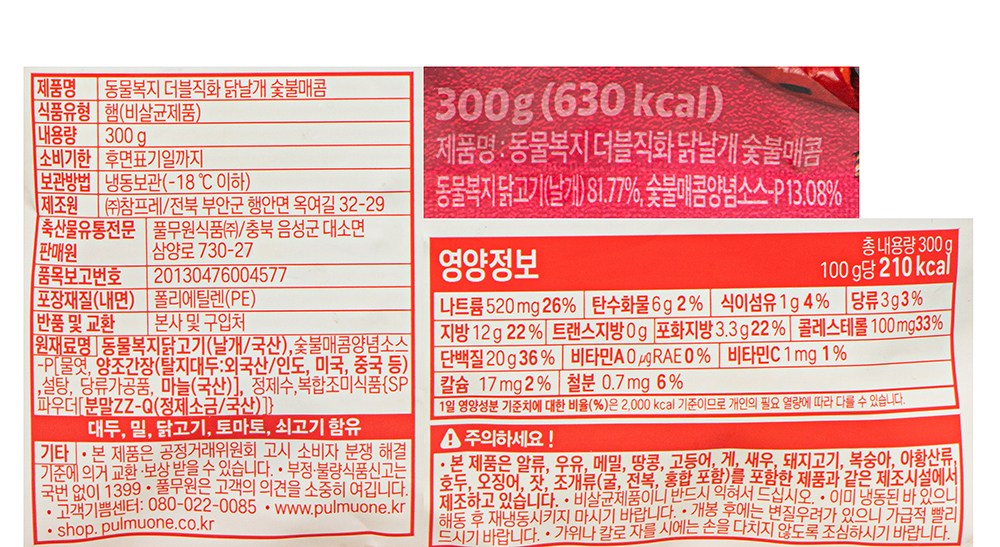 제품명 동물복지 더블직화 닭날개 숯불매콤
식품유형 햄(비살균제품)
내용량 300 g
소비기한 후면표기일까지
보관방법 냉동보관(-18 ℃ 이하)
제조원 ㈜참프레/전북 부안군 행안면 옥여길 32-29
축산물유통전문 풀무원식품㈜/충북 음성군 대소면
판매원 삼양로 730-27
품목보고번호 20130476004577
포장재질(내면) 폴리에틸렌(PE)
반품 및 교환 본사 및 구입처
원재료명 동물복지닭고기(날개/국산),숯불매콤양념소스
-P[물엿, 양조간장(탈지대두:외국산/인도, 미국, 중국 등)
,설탕, 당류가공품, 마늘(국산)], 정제수,복합조미식품{SP
파우더[분말ZZ-Q(정제소금/국산)]}
대두, 밀, 닭고기, 토마토, 쇠고기 함유
기타 • 본 제품은 공정거래위원회 고시 소비자 분쟁 해결
기준에 의거 교환·보상 받을 수 있습니다. • 부정·불량식품신고는
국번 없이 1399 • 풀무원은 고객의 의견을 소중히 여깁니다.
• 고객기쁨센터: 080-022-0085 • www.pulmuone.kr
• shop. pulmuone.co.kr
300g (630 kcal)
제품명 : 동물복지 더블직화 닭날개 숯불매콤
동물복지닭고기(날개) 81.77%, 숯불매콤양념소스-P 13.08%
영양정보
총 내용량 300 g
100 g당 210 kcal
나트륨 520 mg 26% 탄수화물 6 g 2% 식이섬유 1 g 4% 당류 3 g 3%
지방 12 g 22% 트랜스지방 0 g 포화지방 3.3 g 22% 콜레스테롤 100 mg 33%
단백질 20 g 36% 비타민A 0 μgRAE 0% 비타민C 1 mg 1%
칼슘 17 mg 2% 철분 0.7 mg 6%
1일 영양성분 기준치에 대한 비율(%)은 2,000 kcal 기준이므로 개인의 필요 열량에 따라 다를 수 있습니다.
주의하세요 !
• 본 제품은 알류, 우유, 메밀, 땅콩, 고등어, 게, 새우, 돼지고기, 복숭아, 아황산류,
호두, 오징어, 잣, 조개류(굴, 전복, 홍합 포함)를 포함한 제품과 같은 제조시설에서
제조하고 있습니다. • 비살균제품이니 반드시 익혀서 드십시오. • 이미 냉동된 바 있으니
해동 후 재냉동시키지 마시기 바랍니다. • 개봉 후에는 변질우려가 있으니 가급적 빨리
드시기 바랍니다. • 가위나 칼로 자를 시에는 손을 다치지 않도록 조심하시기 바랍니다.